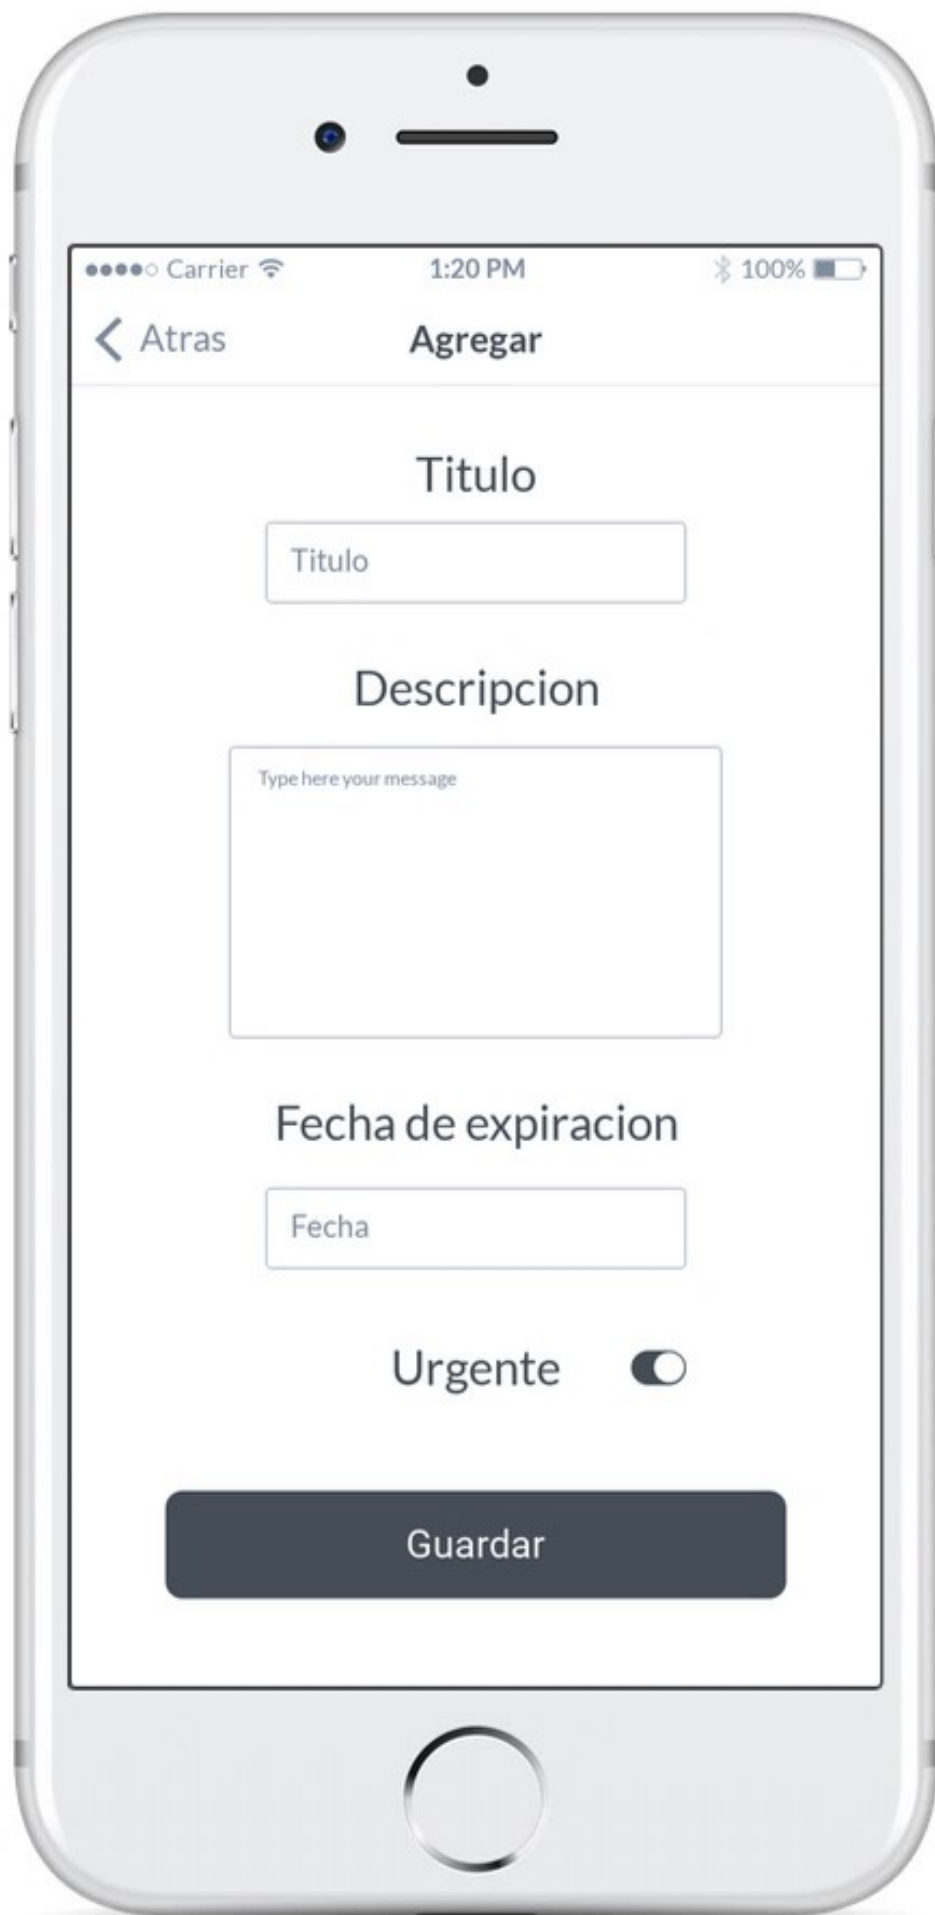 Carrier 1:20 PM 100%
Atras Agregar
Titulo
Titulo
Descripcion
Type here your message
Fecha de expiracion
Fecha
Urgente
Guardar